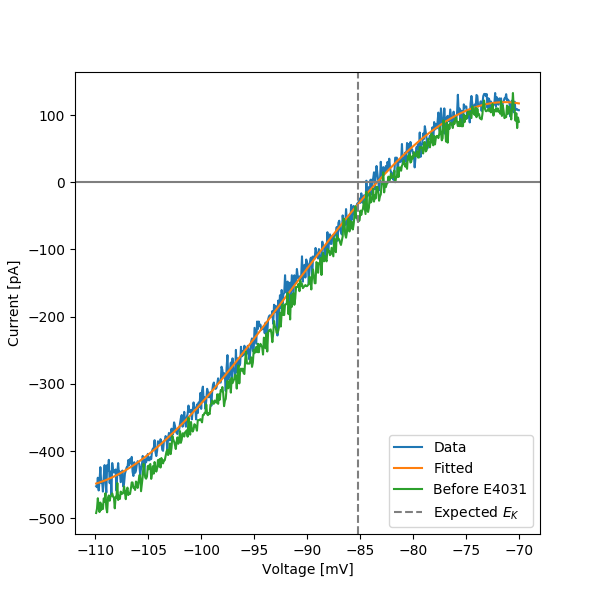 100
0
−100
−200
−300
−400
−500
Current [pA]
−110
−105
−100
−95
−90
−85
−80
−75
−70
Voltage [mV]
Data
Fitted
Before E4031
Expected E_K